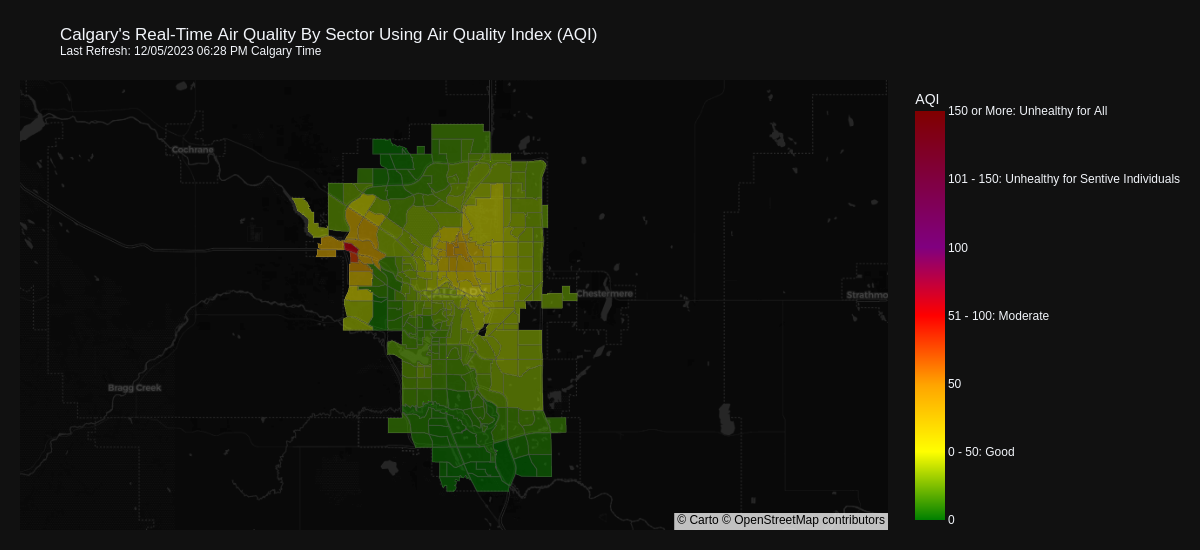 Calgary's Real-Time Air Quality By Sector Using Air Quality Index (AQI)
Last Refresh: 12/05/2023 06:28 PM Calgary Time
AQI
150 or More: Unhealthy for All
Cochrane
101 - 150: Unhealthy for Sentive Individuals
100
CALGARY
Chestermere
Strathmo
51 - 100: Moderate
50
Bragg Creek
0 - 50: Good
0
© Carto © OpenStreetMap contributors